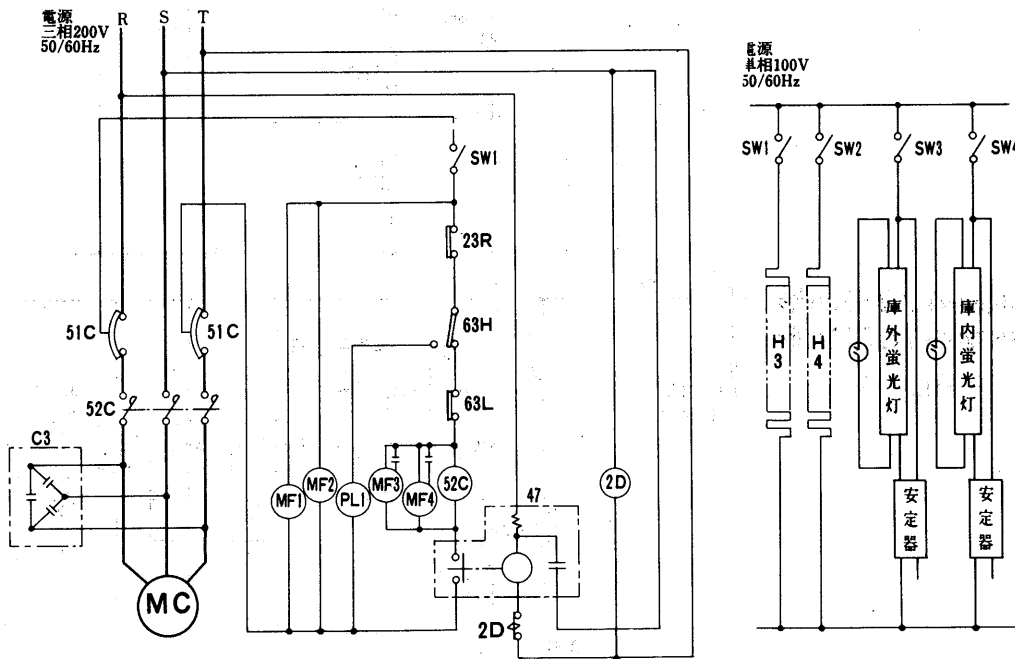 電源
三相200V
50/60Hz
R
S
T
電源
単相100V
50/60Hz
SW1
SW1
SW2
SW3
SW4
23R
51C
51C
63H
H3
H4
庫外蛍光灯
庫内蛍光灯
63L
52C
C3
MF1
MF2
PL1
MF3
MF4
52C
2D
47
安定器
安定器
MC
2D